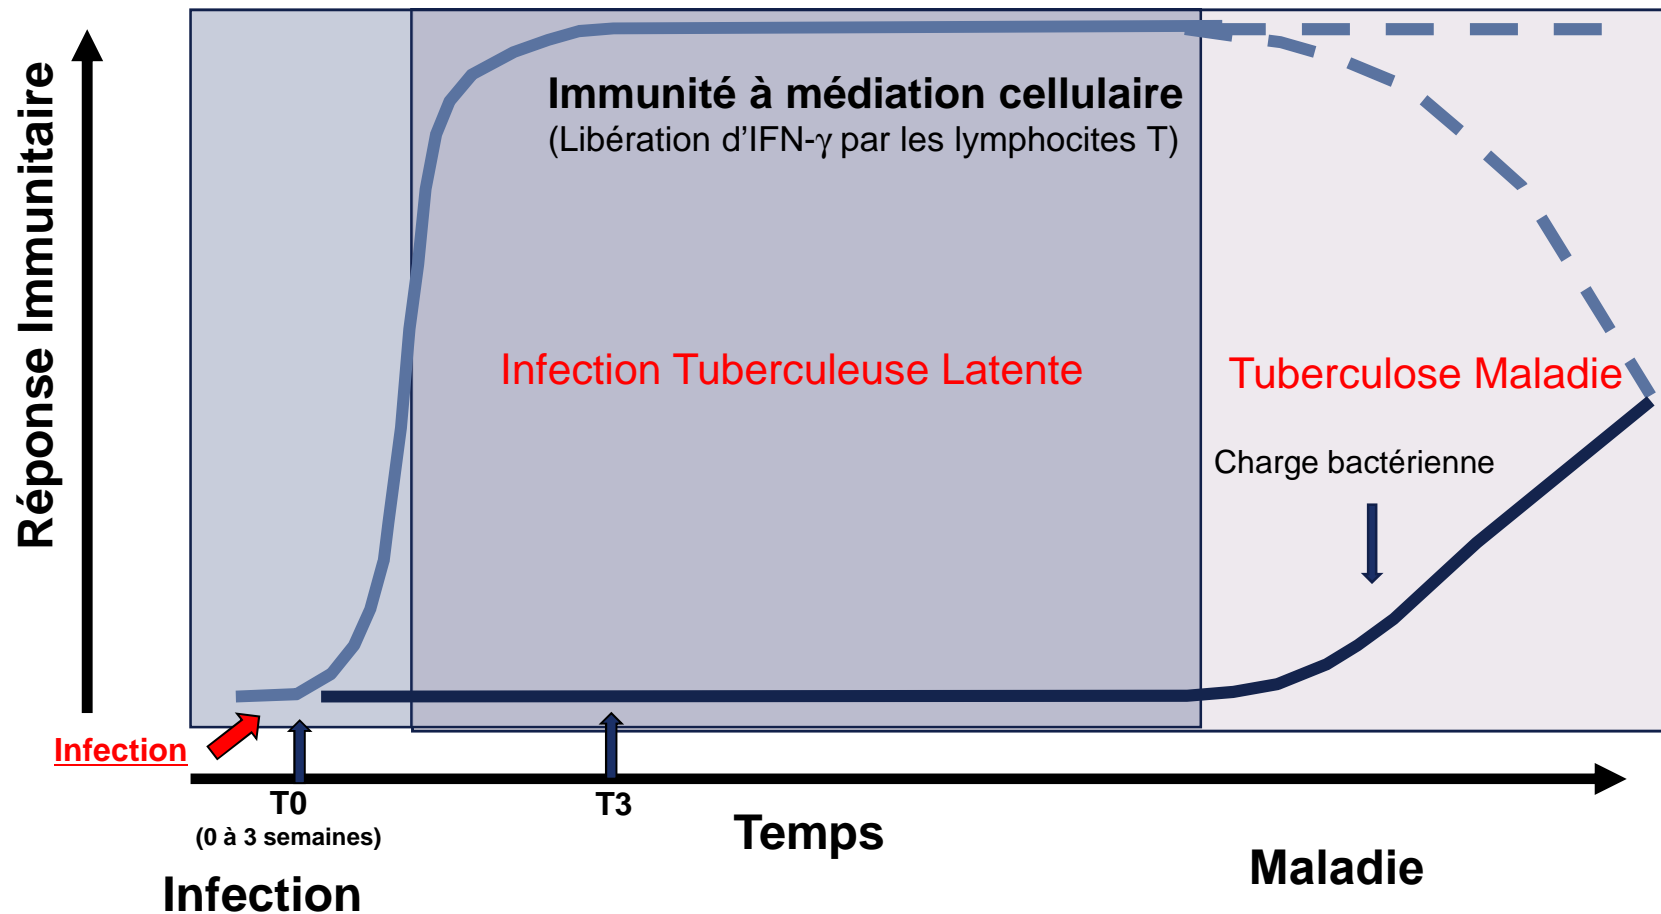 Réponse Immunitaire
Immunité à médiation cellulaire
(Libération d'IFN-γ par les lymphocites T)
Infection Tuberculeuse Latente
Tuberculose Maladie
Charge bactérienne
Infection
T0
(0 à 3 semaines)
T3
Temps
Maladie
Infection